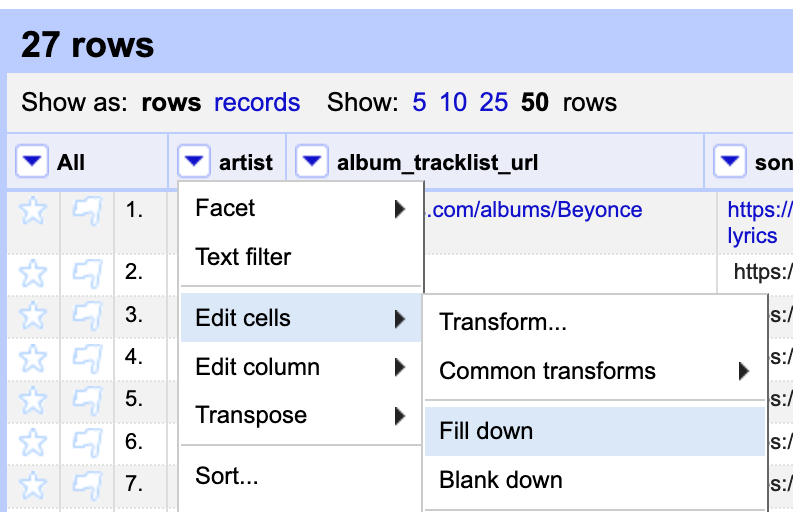 27 rows
Show as: rows records Show: 5 10 25 50 rows
All artist album_tracklist_url son
1. s.com/albums/Beyonce https://
lyrics
2. https:/
3. s:/
4. s:/
5. s:/
6. s:/
7. s:/
Facet
Text filter
Edit cells
Edit column
Transpose
Sort...
Transform...
Common transforms
Fill down
Blank down